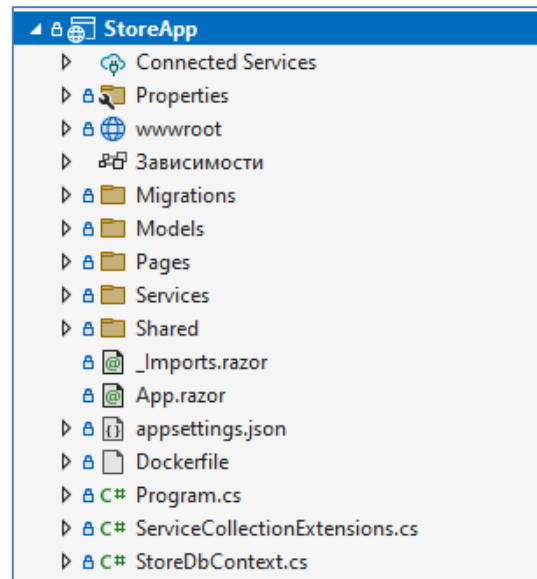 StoreApp
Connected Services
Properties
wwwroot
Зависимости
Migrations
Models
Pages
Services
Shared
_Imports.razor
App.razor
appsettings.json
Dockerfile
C# Program.cs
C# ServiceCollectionExtensions.cs
C# StoreDbContext.cs